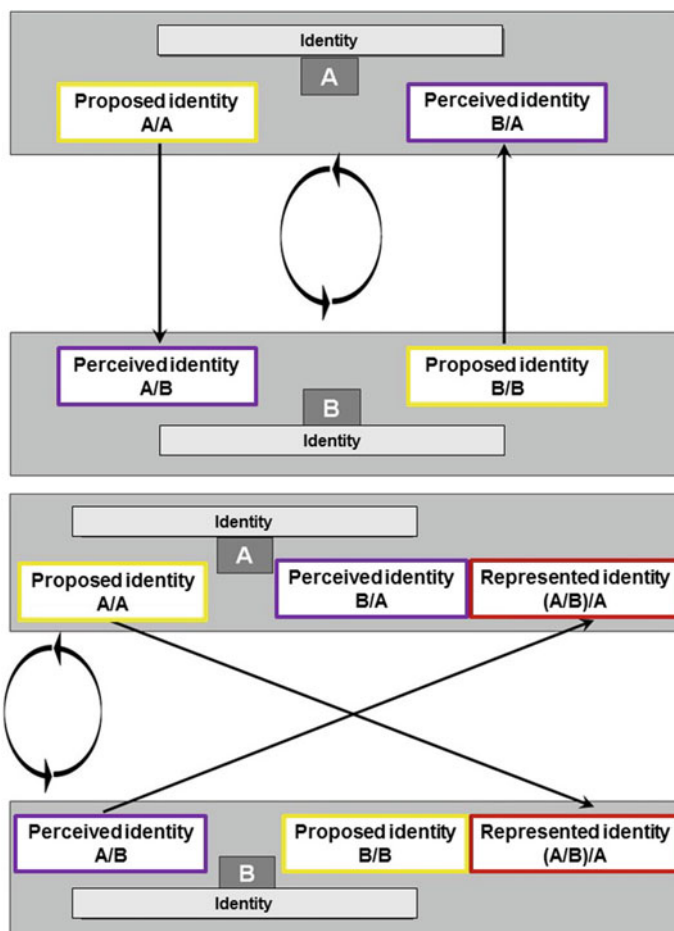 Identity
A
Proposed identity
A/A
Perceived identity
B/A
Perceived identity
A/B
Proposed identity
B/B
B
Identity
Identity
A
Proposed identity
A/A
Perceived identity
B/A
Represented identity
(A/B)/A
Perceived identity
A/B
Proposed identity
B/B
Represented identity
(A/B)/A
B
Identity